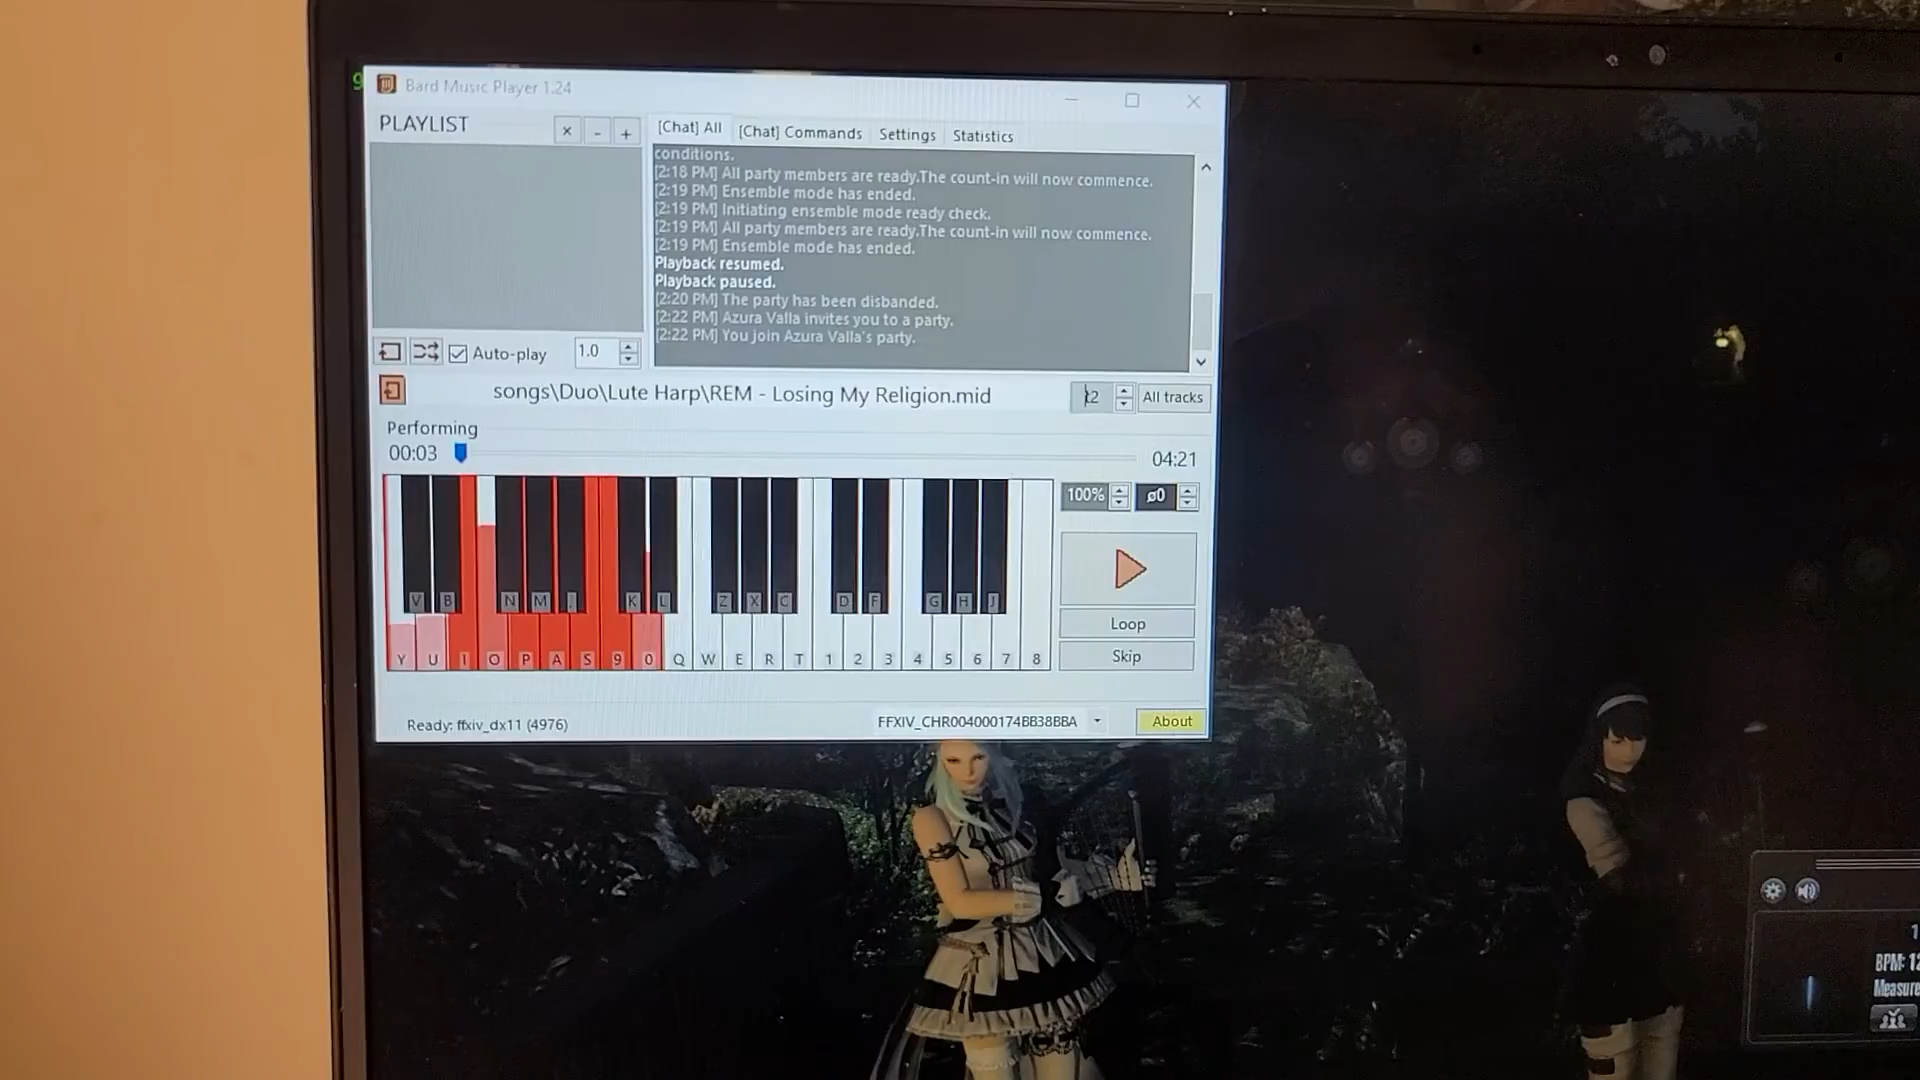 Bard Music Player 1.24
PLAYLIST
× - +
[Chat] All [Chat] Commands Settings Statistics
conditions.
[2:18 PM] All party members are ready.The count-in will now commence.
[2:19 PM] Ensemble mode has ended.
[2:19 PM] Initiating ensemble mode ready check.
[2:19 PM] All party members are ready.The count-in will now commence.
[2:19 PM] Ensemble mode has ended.
Playback resumed.
Playback paused.
[2:20 PM] The party has been disbanded.
[2:22 PM] Azura Valla invites you to a party.
[2:22 PM] You join Azura Valla's party.
Auto-play 1.0
songs\Duo\Lute Harp\REM - Losing My Religion.mid
All tracks
Performing
00:03
04:21
100% ø0
V B N M , K L Z X C D F G H J
Y U I O P A S 9 0 Q W E R T 1 2 3 4 5 6 7 8
Loop
Skip
Ready: ffxiv_dx11 (4976)
FFXIV_CHR004000174BB38BBA
About
BPM: 12
Measure